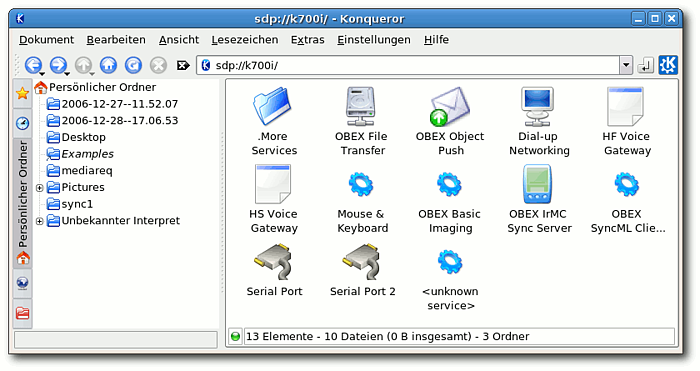 sdp://k700i/ - Konqueror
Dokument Bearbeiten Ansicht Lesezeichen Extras Einstellungen Hilfe
sdp://k700i/
Persönlicher Ordner
Persönlicher Ordner
2006-12-27--11.52.07
2006-12-28--17.06.53
Desktop
Examples
mediareq
Pictures
sync1
Unbekannter Interpret
.More
Services
OBEX File
Transfer
OBEX Object
Push
Dial-up
Networking
HF Voice
Gateway
HS Voice
Gateway
Mouse &
Keyboard
OBEX Basic
Imaging
OBEX IrMC
Sync Server
OBEX
SyncML Clie...
Serial Port
Serial Port 2
<unknown
service>
13 Elemente - 10 Dateien (0 B insgesamt) - 3 Ordner